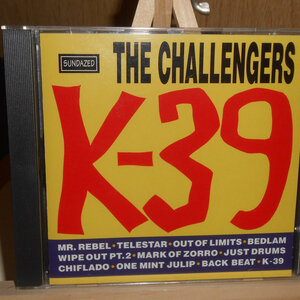 SUNDAZED
THE CHALLENGERS
K-39
MR. REBEL • TELESTAR • OUT OF LIMITS • BEDLAM
WIPE OUT PT. 2 • MARK OF ZORRO • JUST DRUMS
CHIFLADO • ONE MINT JULIP • BACK BEAT • K-39